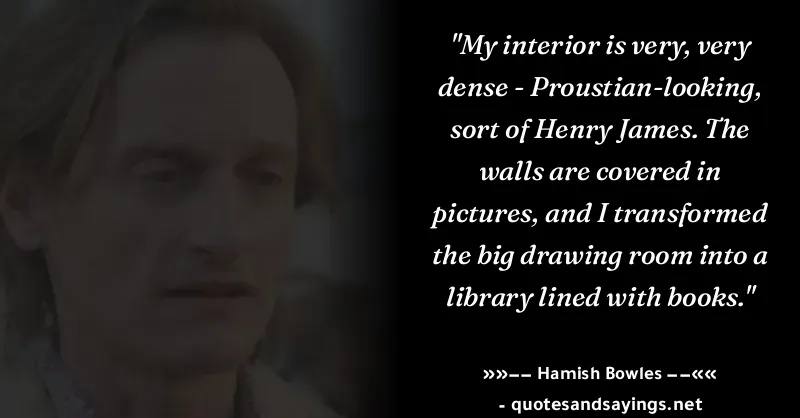 "My interior is very, very
dense - Proustian-looking,
sort of Henry James. The
walls are covered in
pictures, and I transformed
the big drawing room into a
library lined with books."
»»−− Hamish Bowles −−««
- quotesandsayings.net